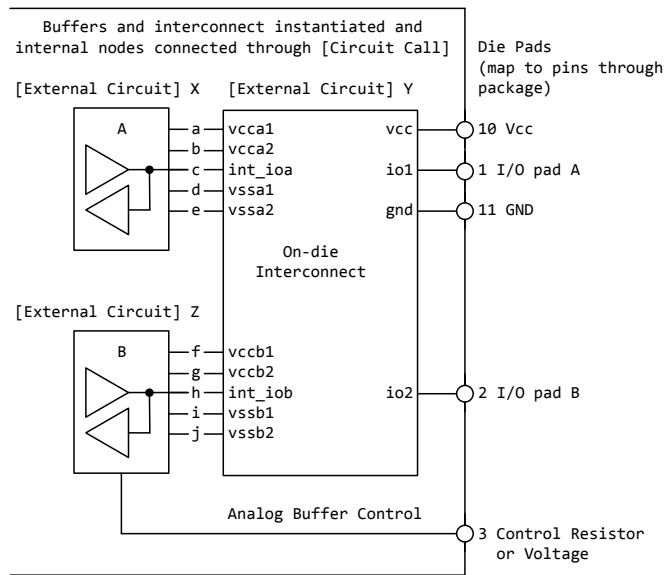 Buffers and interconnect instantiated and
internal nodes connected through [Circuit Call]
Die Pads
(map to pins through
package)
[External Circuit] X
[External Circuit] Y
A
a
b
c
d
e
vcca1
vcca2
int_ioa
vssa1
vssa2
vcc
io1
gnd
10 Vcc
1 I/O pad A
11 GND
On-die
Interconnect
[External Circuit] Z
B
f
g
h
i
j
vccb1
vccb2
int_iob
vssb1
vssb2
io2
2 I/O pad B
Analog Buffer Control
3 Control Resistor
or Voltage